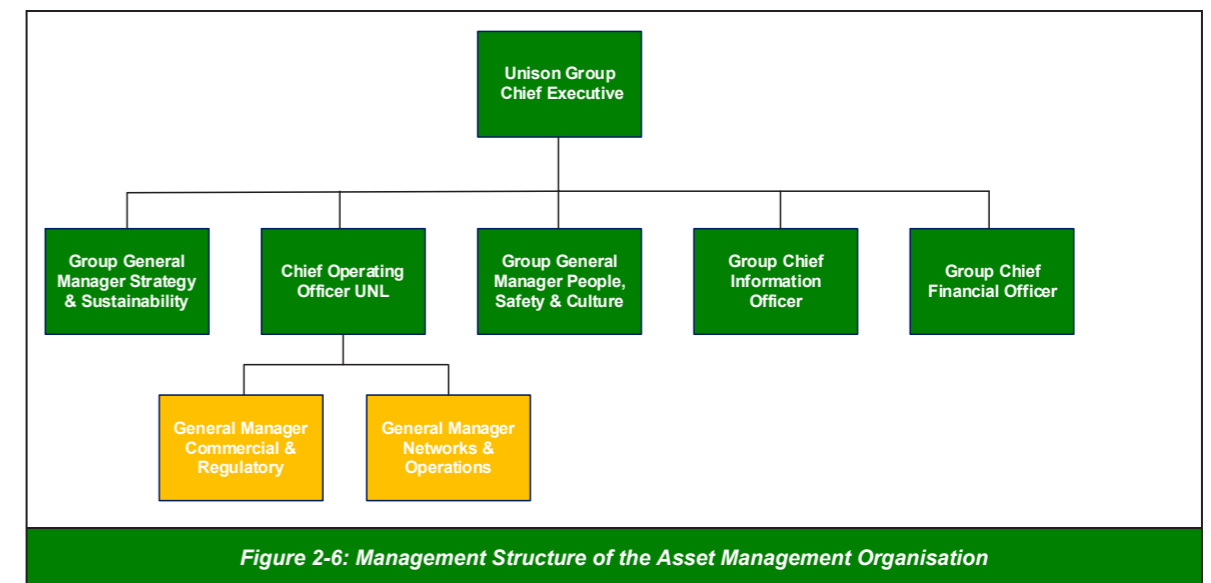 Unison Group
Chief Executive
Group General
Manager Strategy
& Sustainability
Chief Operating
Officer UNL
Group General
Manager People,
Safety & Culture
Group Chief
Information
Officer
Group Chief
Financial Officer
General Manager
Commercial &
Regulatory
General Manager
Networks &
Operations
Figure 2-6: Management Structure of the Asset Management Organisation